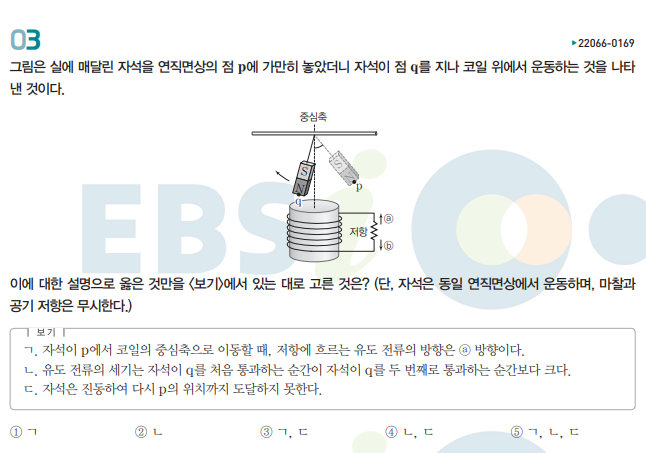 03
▶22066-0169
그림은 실에 매달린 자석을 연직면상의 점 p에 가만히 놓았더니 자석이 점 q를 지나 코일 위에서 운동하는 것을 나타
낸 것이다.
중심축
S
N
S
N
p
q
ⓐ
저항
ⓑ
EBSi
이에 대한 설명으로 옳은 것만을 〈보기〉에서 있는 대로 고른 것은? (단, 자석은 동일 연직면상에서 운동하며, 마찰과
공기 저항은 무시한다.)
보기
ㄱ. 자석이 p에서 코일의 중심축으로 이동할 때, 저항에 흐르는 유도 전류의 방향은 ⓐ 방향이다.
ㄴ. 유도 전류의 세기는 자석이 q를 처음 통과하는 순간이 자석이 q를 두 번째로 통과하는 순간보다 크다.
ㄷ. 자석은 진동하여 다시 p의 위치까지 도달하지 못한다.
① ㄱ ② ㄴ ③ ㄱ, ㄷ ④ ㄴ, ㄷ ⑤ ㄱ, ㄴ, ㄷ